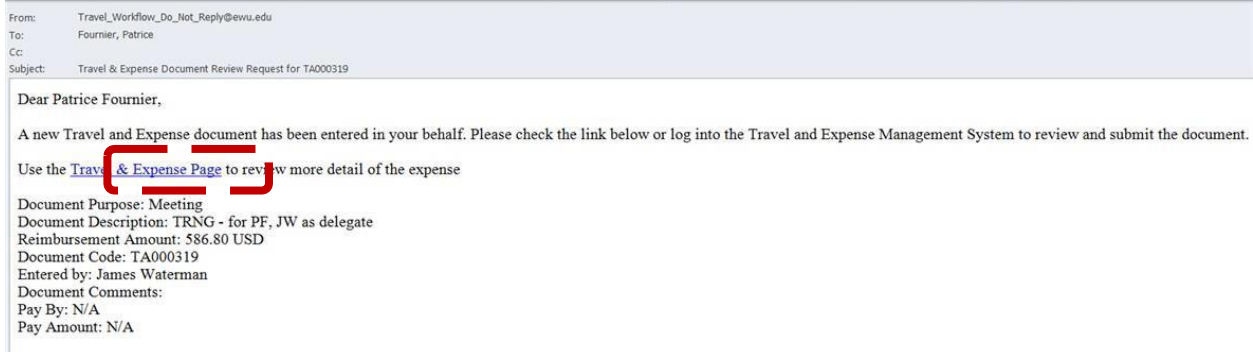 From: Travel_Workflow_Do_Not_Reply@ewu.edu
To: Fournier, Patrice
Cc:
Subject: Travel & Expense Document Review Request for TA000319
Dear Patrice Fournier,
A new Travel and Expense document has been entered in your behalf. Please check the link below or log into the Travel and Expense Management System to review and submit the document.
Use the Travel & Expense Page to review more detail of the expense
Document Purpose: Meeting
Document Description: TRNG - for PF, JW as delegate
Reimbursement Amount: 586.80 USD
Document Code: TA000319
Entered by: James Waterman
Document Comments:
Pay By: N/A
Pay Amount: N/A